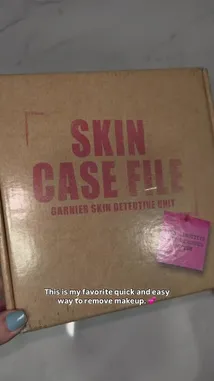 SKIN
CASE FILE
GARNIER SKIN DETECTIVE UNIT
This is my favorite quick and easy
way to remove makeup.